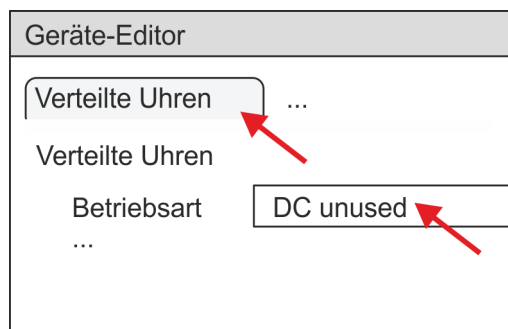 Geräte-Editor
Verteilte Uhren ...
Verteilte Uhren
Betriebsart DC unused
...